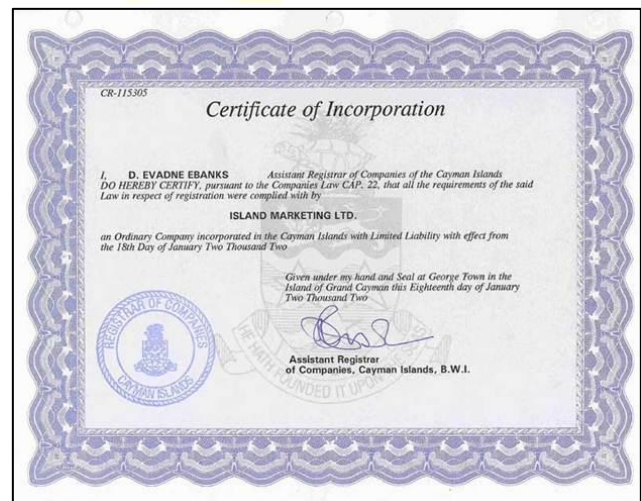 CR-115305
Certificate of Incorporation
I, D. EVADNE EBANKS Assistant Registrar of Companies of the Cayman Islands
DO HEREBY CERTIFY, pursuant to the Companies Law CAP. 22, that all the requirements of the said
Law in respect of registration were complied with by
ISLAND MARKETING LTD.
an Ordinary Company incorporated in the Cayman Islands with Limited Liability with effect from
the 18th Day of January Two Thousand Two
Given under my hand and Seal at George Town in the
Island of Grand Cayman this Eighteenth day of January
Two Thousand Two
REGISTRAR OF COMPANIES
CAYMAN ISLANDS
Assistant Registrar
of Companies, Cayman Islands, B.W.I.
HE HATH FOUNDED IT UPON THE SEAS